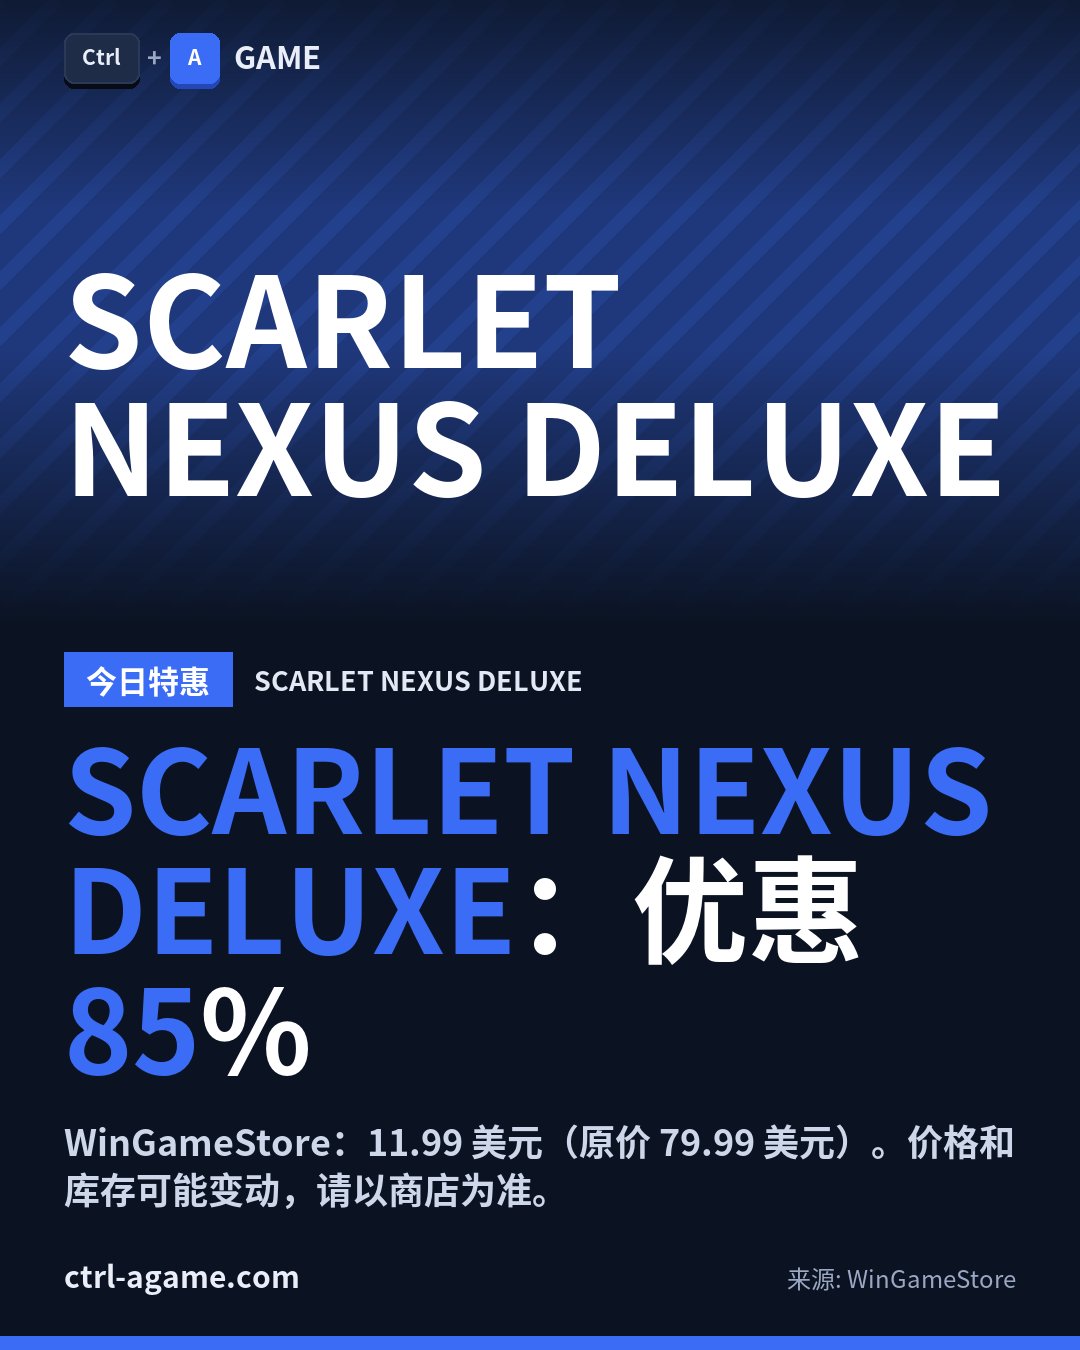 Ctrl + A GAME
SCARLET
NEXUS DELUXE
今日特惠 SCARLET NEXUS DELUXE
SCARLET NEXUS
DELUXE：优惠
85%
WinGameStore：11.99 美元（原价 79.99 美元）。价格和
库存可能变动，请以商店为准。
ctrl-agame.com 来源: WinGameStore